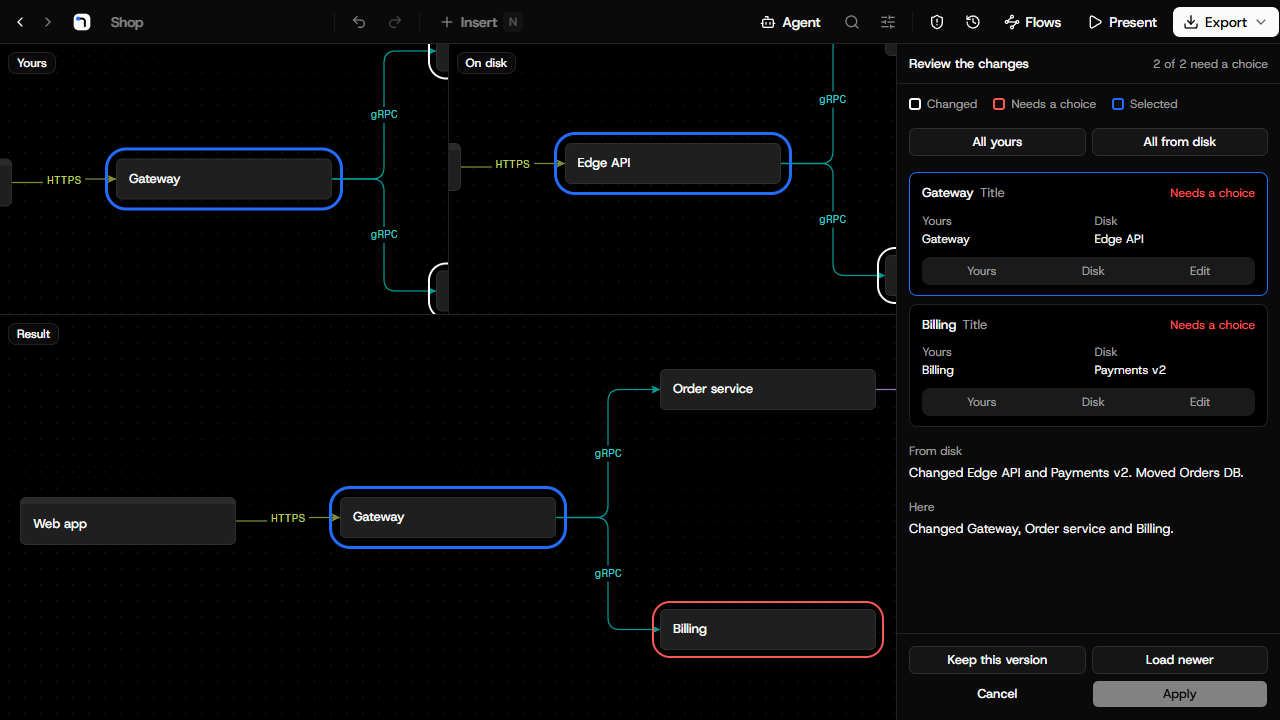 Shop
Insert N
Agent
Flows
Present
Export
Yours
gRPC
HTTPS
Gateway
gRPC
On disk
gRPC
HTTPS
Edge API
gRPC
Result
Order service
gRPC
Web app
HTTPS
Gateway
gRPC
Billing
Review the changes
2 of 2 need a choice
Changed
Needs a choice
Selected
All yours
All from disk
Gateway Title
Needs a choice
Yours
Disk
Gateway
Edge API
Yours
Disk
Edit
Billing Title
Needs a choice
Yours
Disk
Billing
Payments v2
Yours
Disk
Edit
From disk
Changed Edge API and Payments v2. Moved Orders DB.
Here
Changed Gateway, Order service and Billing.
Keep this version
Load newer
Cancel
Apply